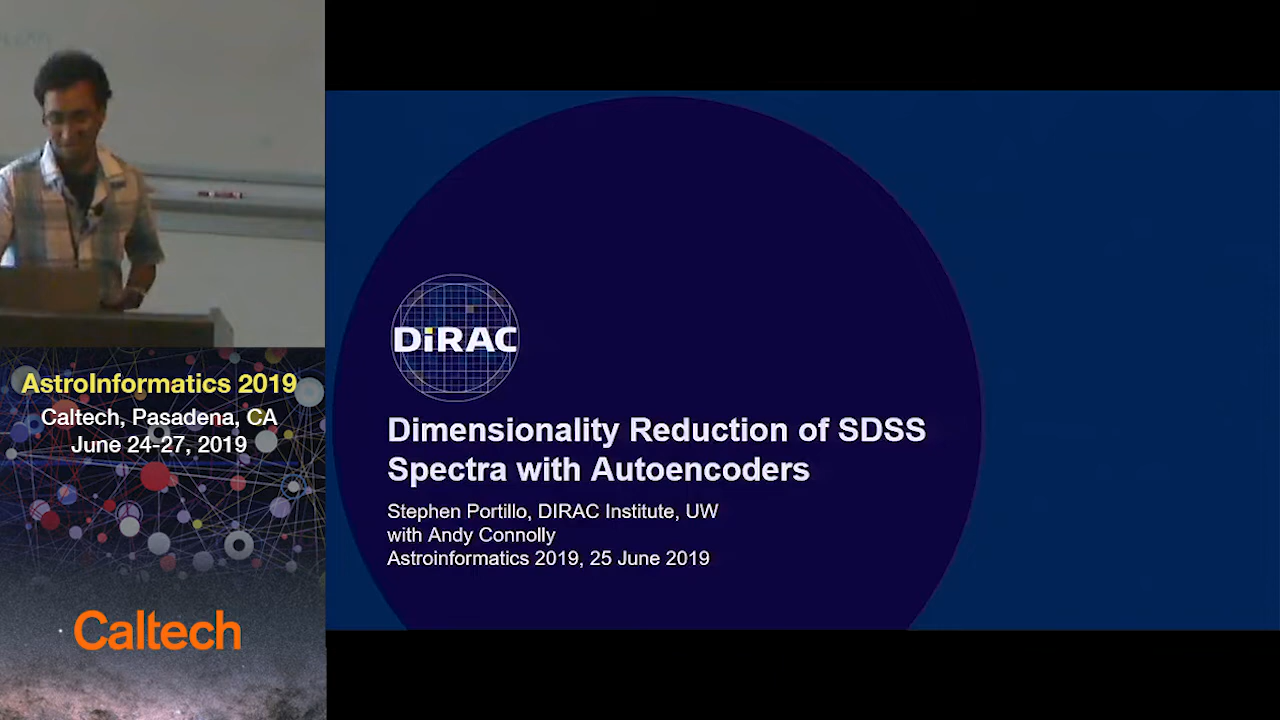 AstroInformatics 2019
Caltech, Pasadena, CA
June 24-27, 2019
Caltech
DiRAC
Dimensionality Reduction of SDSS
Spectra with Autoencoders
Stephen Portillo, DIRAC Institute, UW
with Andy Connolly
Astroinformatics 2019, 25 June 2019